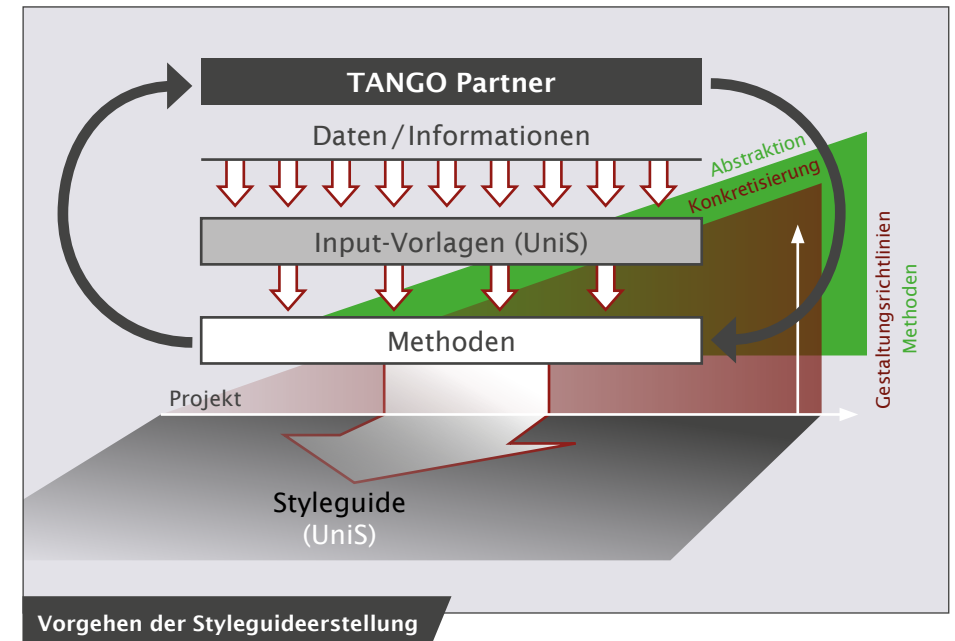 TANGO Partner
Daten / Informationen
Abstraktion
Konkretisierung
Input-Vorlagen (UniS)
Gestaltungsrichtlinien
Methoden
Methoden
Projekt
Styleguide
(UniS)
Vorgehen der Styleguideerstellung